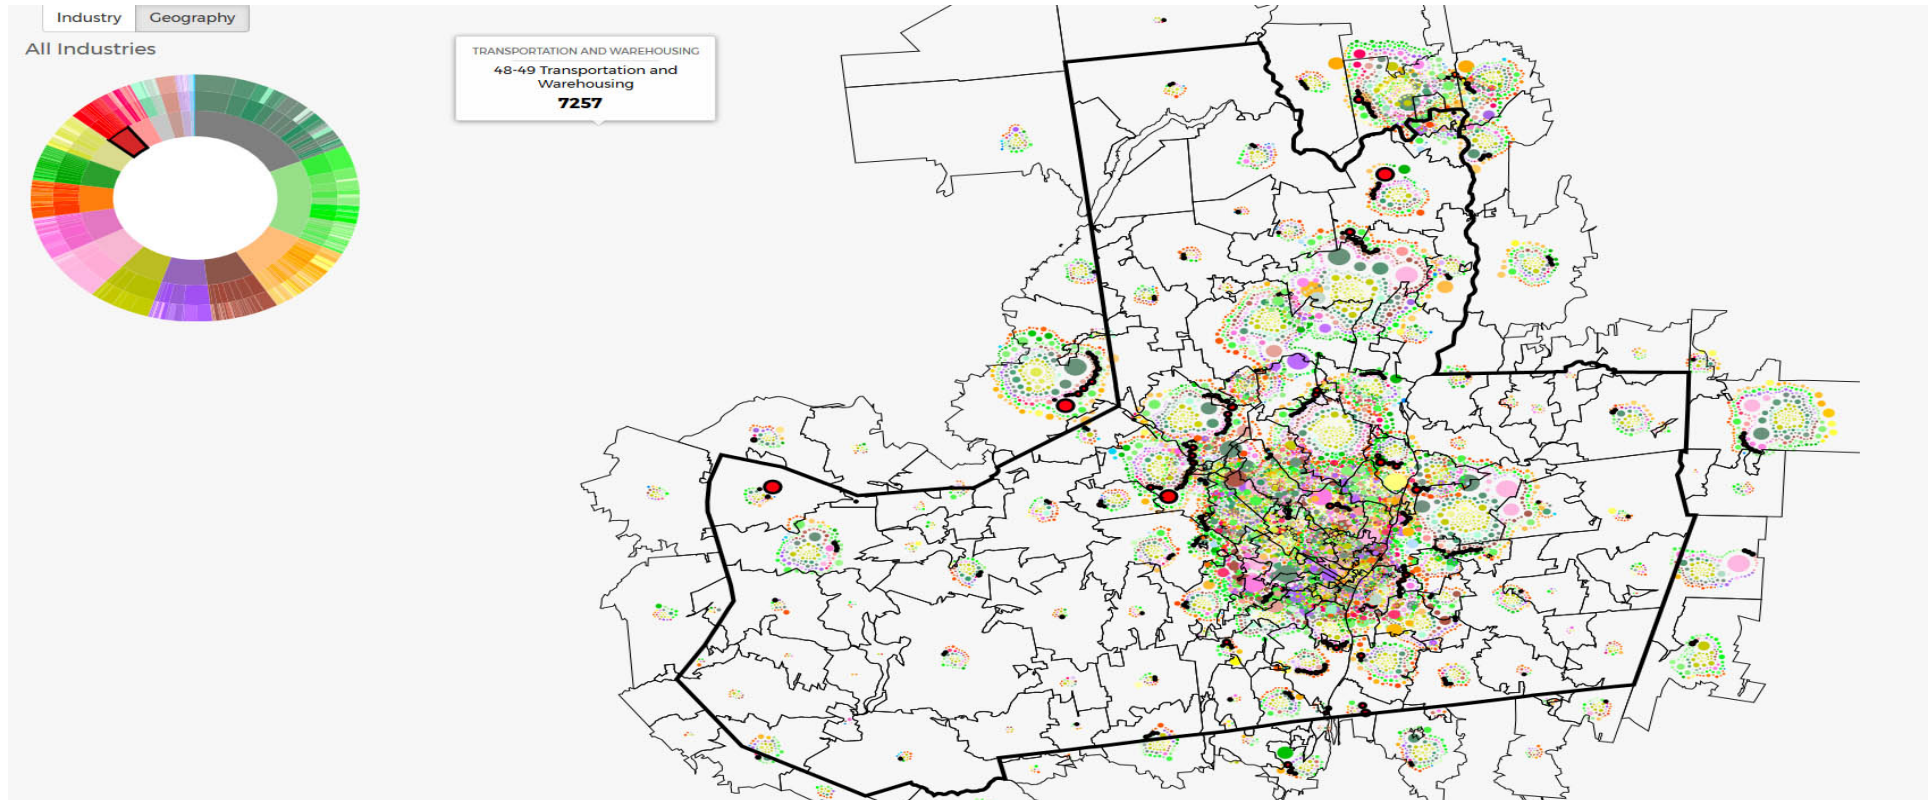 Industry
Geography
All Industries
TRANSPORTATION AND WAREHOUSING
48-49 Transportation and
Warehousing
7257